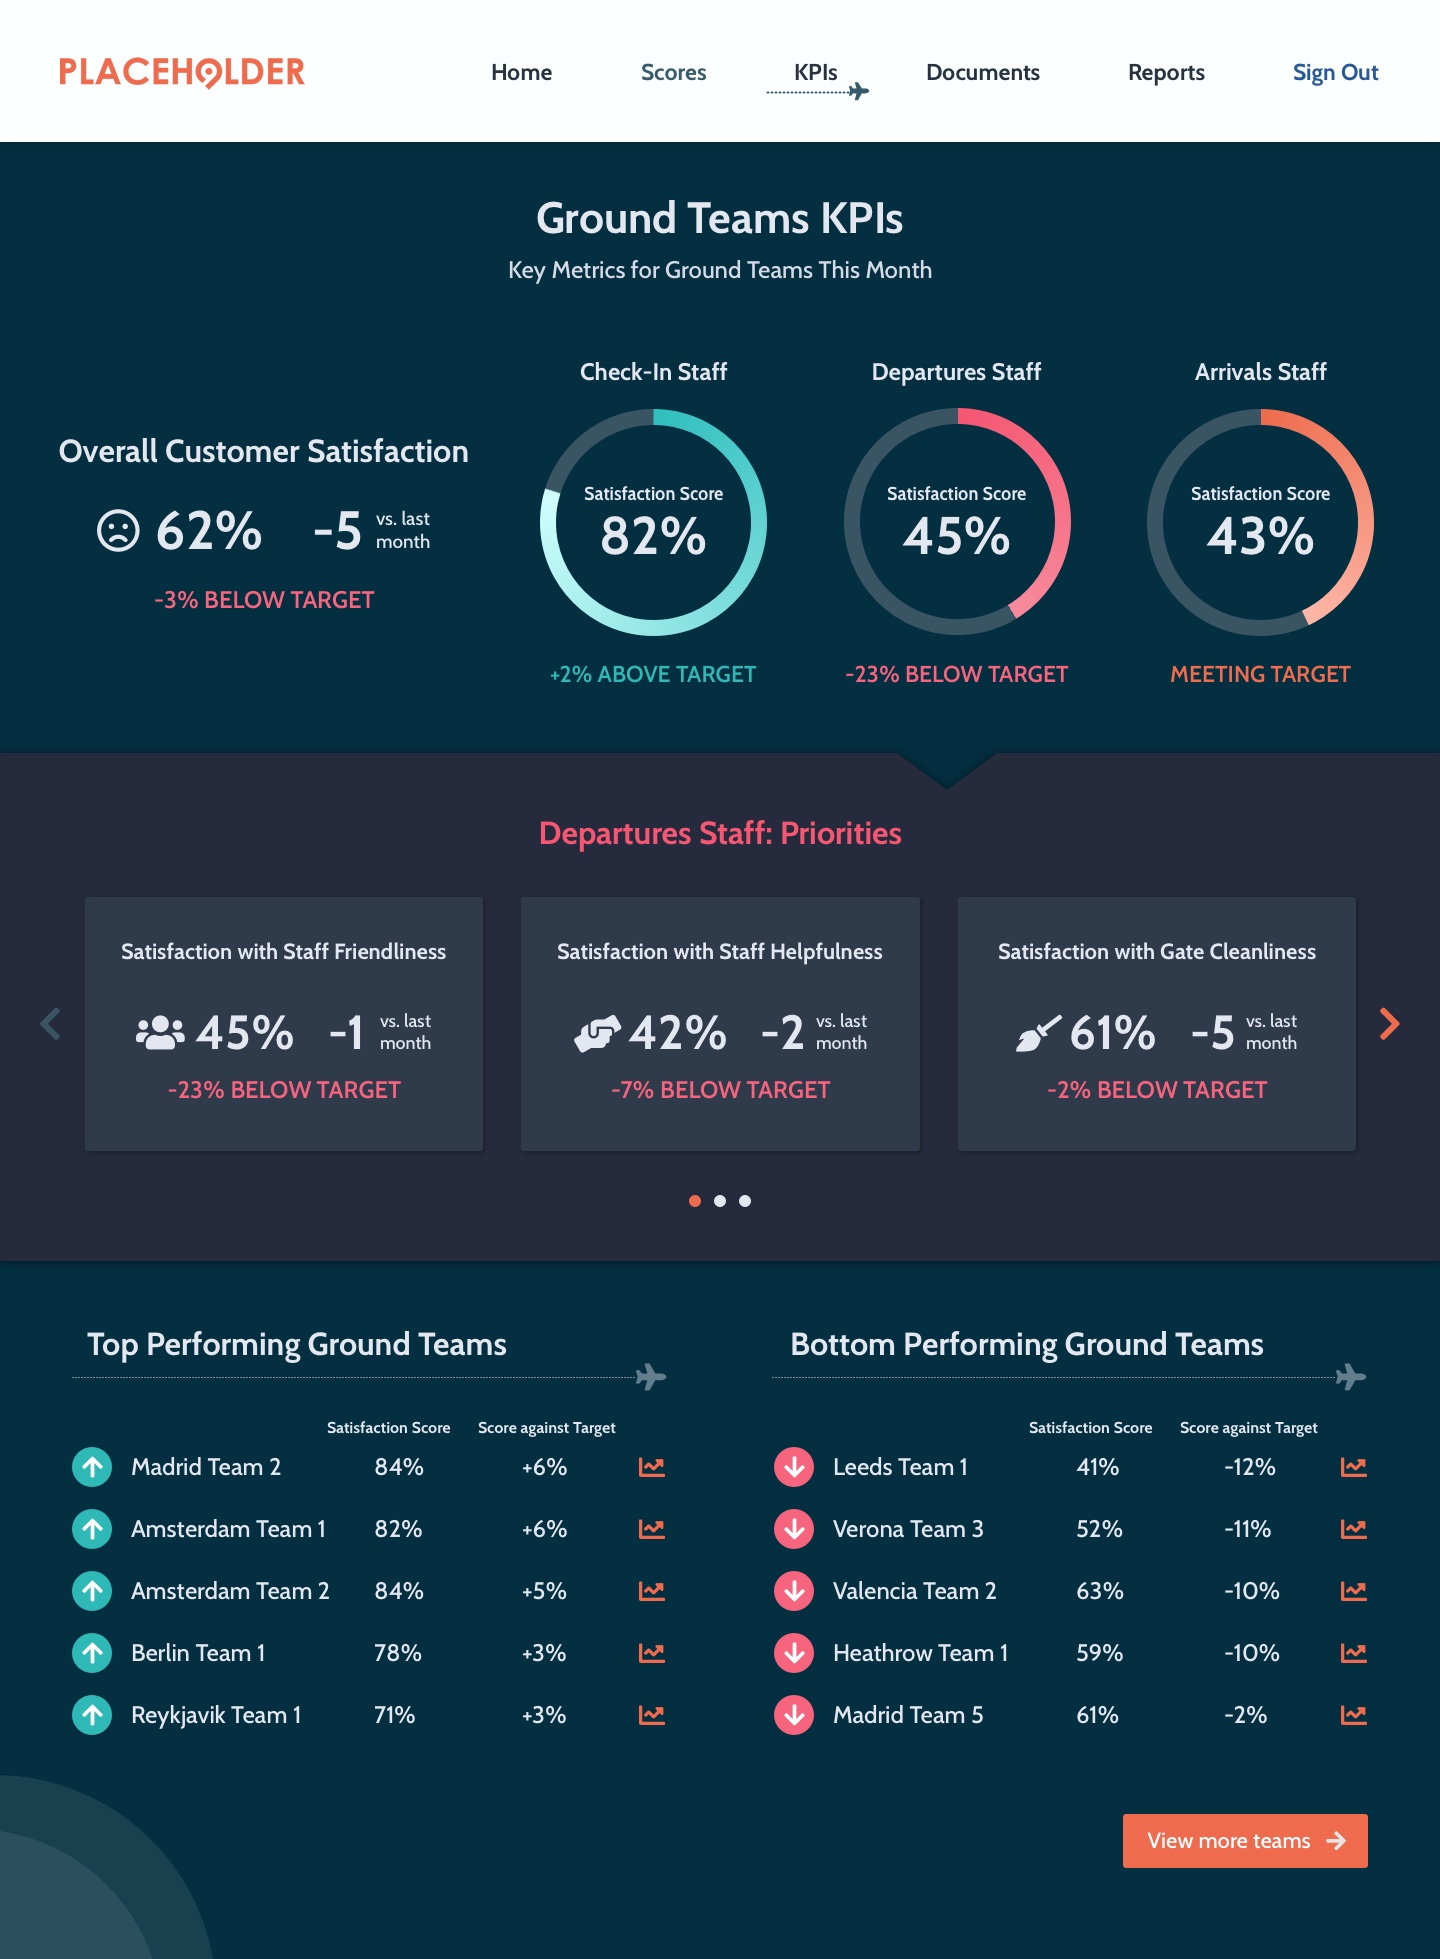 PLACEHOLDER
Home Scores KPIs Documents Reports Sign Out
Ground Teams KPIs
Key Metrics for Ground Teams This Month
Overall Customer Satisfaction
62% -5 vs. last month
-3% BELOW TARGET
Check-In Staff
Satisfaction Score
82%
+2% ABOVE TARGET
Departures Staff
Satisfaction Score
45%
-23% BELOW TARGET
Arrivals Staff
Satisfaction Score
43%
MEETING TARGET
Departures Staff: Priorities
Satisfaction with Staff Friendliness
45% -1 vs. last month
-23% BELOW TARGET
Satisfaction with Staff Helpfulness
42% -2 vs. last month
-7% BELOW TARGET
Satisfaction with Gate Cleanliness
61% -5 vs. last month
-2% BELOW TARGET
Top Performing Ground Teams
Satisfaction Score Score against Target
Madrid Team 2 84% +6%
Amsterdam Team 1 82% +6%
Amsterdam Team 2 84% +5%
Berlin Team 1 78% +3%
Reykjavik Team 1 71% +3%
Bottom Performing Ground Teams
Satisfaction Score Score against Target
Leeds Team 1 41% -12%
Verona Team 3 52% -11%
Valencia Team 2 63% -10%
Heathrow Team 1 59% -10%
Madrid Team 5 61% -2%
View more teams